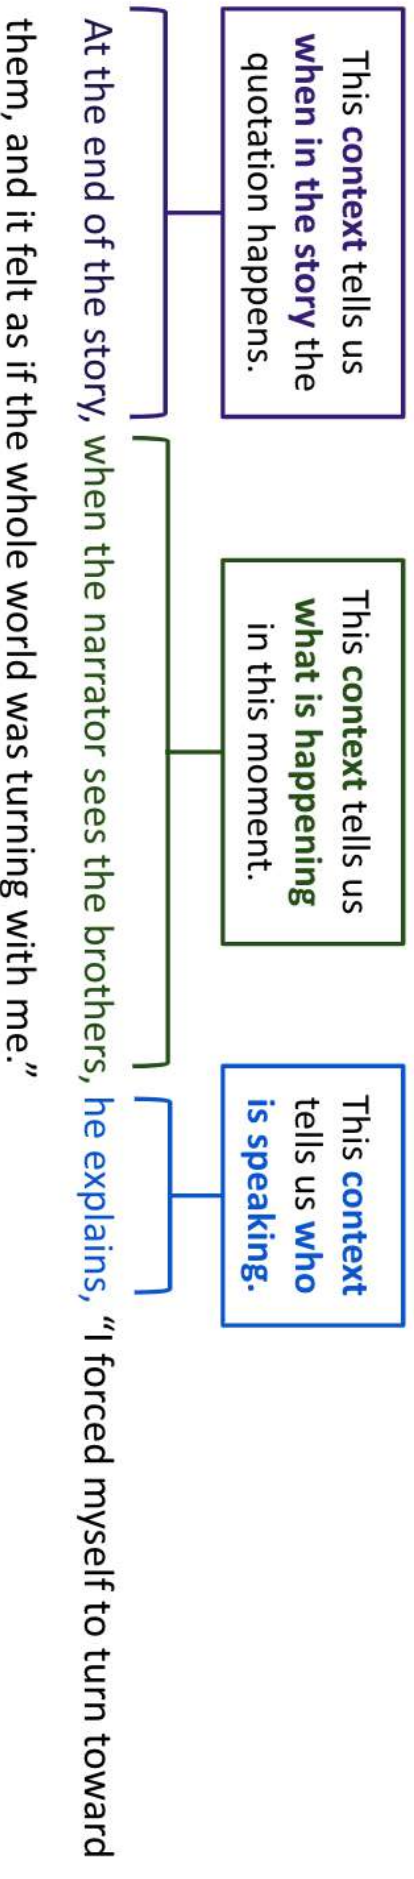 This context tells us
when in the story the
quotation happens.
This context tells us
what is happening
in this moment.
This context
tells us who
is speaking.
At the end of the story, when the narrator sees the brothers, he explains, “I forced myself to turn toward
them, and it felt as if the whole world was turning with me.”